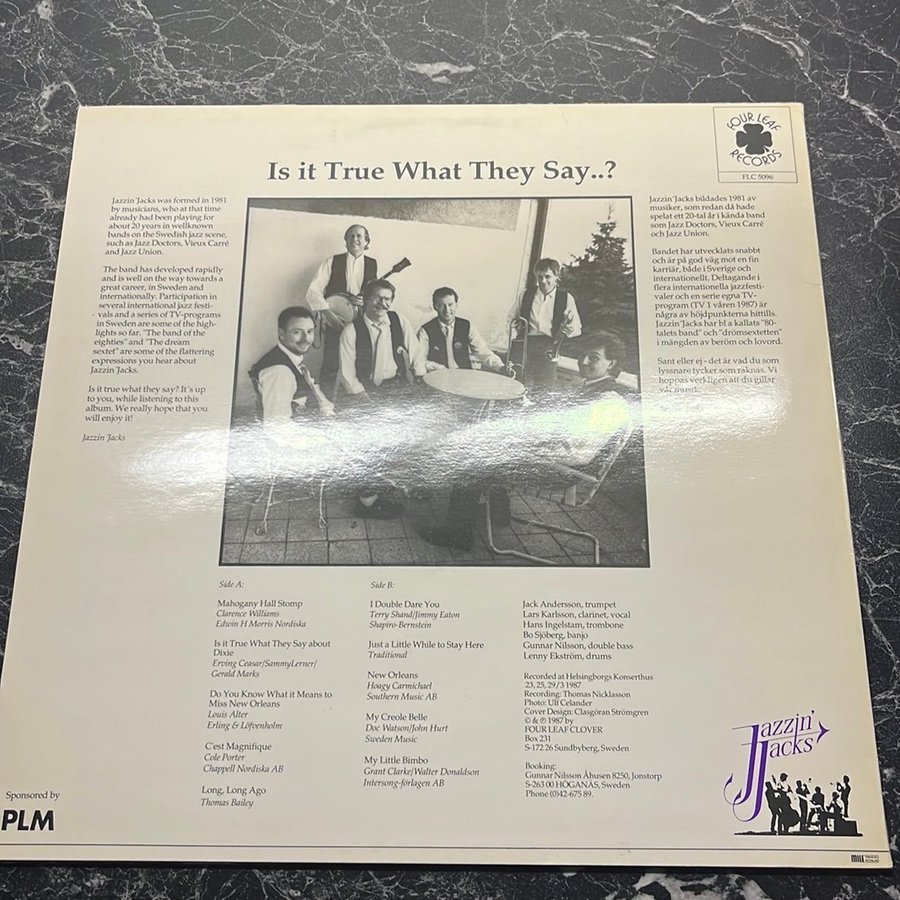 FOUR LEAF
RECORDS
FLC 5096
Is it True What They Say..?
Jazzin'Jacks was formed in 1981
by musicians, who at that time
already had been playing for
about 20 years in wellknown
bands on the Swedish jazz scene,
such as Jazz Doctors, Vieux Carré
and Jazz Union.
The band has developed rapidly
and is well on the way towards a
great career, in Sweden and
internationally. Participation in
several international jazz festi-
vals and a series of TV-programs
in Sweden are some of the high-
lights so far. "The band of the
eighties" and "The dream
sextet" are some of the flattering
expressions you hear about
Jazzin'Jacks.
Is it true what they say? It's up
to you, while listening to this
album. We really hope that you
will enjoy it!
Jazzin'Jacks
Jazzin'Jacks bildades 1981 av
musiker, som redan då hade
spelat ett 20-tal år i kända band
som Jazz Doctors, Vieux Carré
och Jazz Union.
Bandet har utvecklats snabbt
och är på god väg mot en fin
karriär, både i Sverige och
internationellt. Deltagande i
flera internationella jazzfesti-
valer och en serie egna TV-
program (TV 1 våren 1987) är
några av höjdpunkterna hittills.
Jazzin'Jacks har bl a kallats "80-
talets band" och "drömsextetten"
i mängden av beröm och lovord.
Sant eller ej - det är vad du som
lyssnare tycker som räknas. Vi
hoppas verkligen att du gillar
vår musik.
Jazzin'Jacks
Side A:
Mahogany Hall Stomp
Clarence Williams
Edwin H Morris Nordiska
Is it True What They Say about
Dixie
Erving Ceasar/SammyLerner/
Gerald Marks
Do You Know What it Means to
Miss New Orleans
Louis Alter
Erling & Löfvenholm
C'est Magnifique
Cole Porter
Chappell Nordiska AB
Long, Long Ago
Thomas Bailey
Side B:
I Double Dare You
Terry Shand/Jimmy Eaton
Shapiro-Bernstein
Just a Little While to Stay Here
Traditional
New Orleans
Hoagy Carmichael
Southern Music AB
My Creole Belle
Doc Watson/John Hurt
Sweden Music
My Little Bimbo
Grant Clarke/Walter Donaldson
Intersong-förlagen AB
Jack Andersson, trumpet
Lars Karlsson, clarinet, vocal
Hans Ingelstam, trombone
Bo Sjöberg, banjo
Gunnar Nilsson, double bass
Lenny Ekström, drums
Recorded at Helsingborgs Konserthus
23, 25, 29/3 1987
Recording: Thomas Nicklasson
Photo: Ulf Celander
Cover Design: Clasgöran Strömgren
© & ℗ 1987 by
FOUR LEAF CLOVER
Box 231
S-172 26 Sundbyberg, Sweden
Booking:
Gunnar Nilsson Åhusen 8250, Jonstorp
S-263 00 HÖGANÄS, Sweden
Phone (0)42-675 89.
Jazzin'
Jacks
Sponsored by
PLM